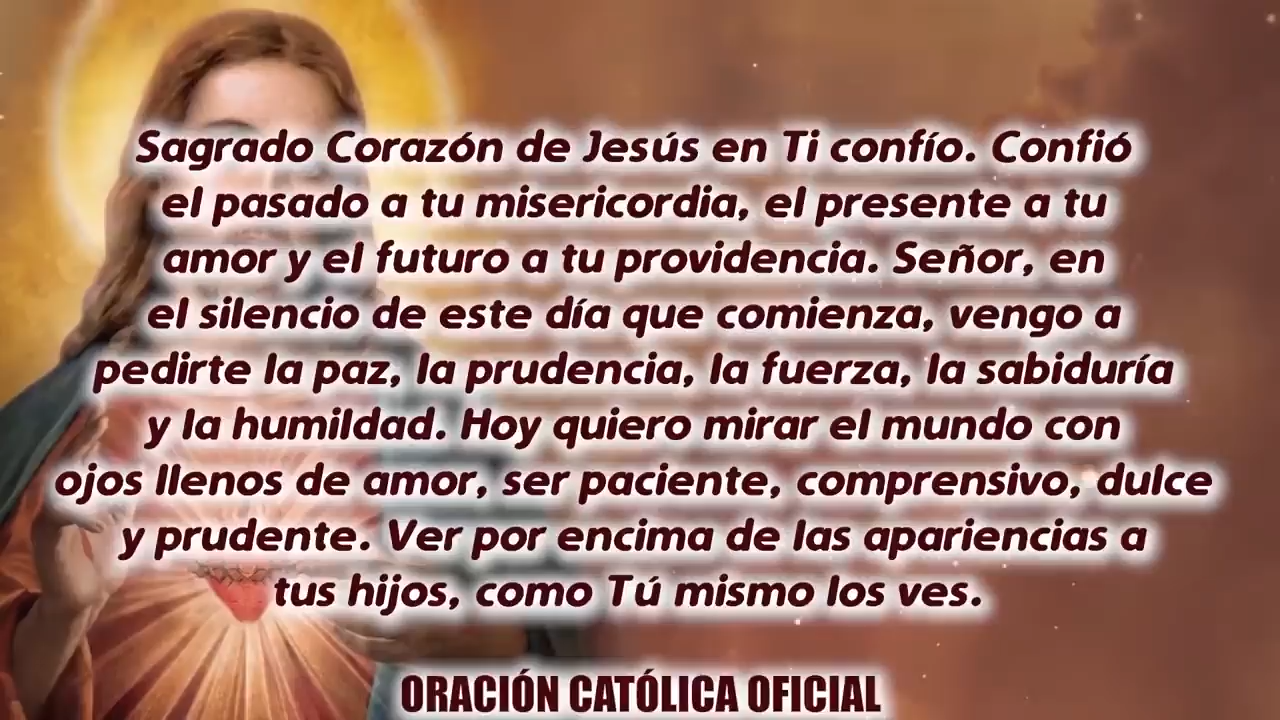 Sagrado Corazón de Jesús en Ti confío. Confió
el pasado a tu misericordia, el presente a tu
amor y el futuro a tu providencia. Señor, en
el silencio de este día que comienza, vengo a
pedirte la paz, la prudencia, la fuerza, la sabiduría
y la humildad. Hoy quiero mirar el mundo con
ojos llenos de amor, ser paciente, comprensivo, dulce
y prudente. Ver por encima de las apariencias a
tus hijos, como Tú mismo los ves.
ORACIÓN CATÓLICA OFICIAL